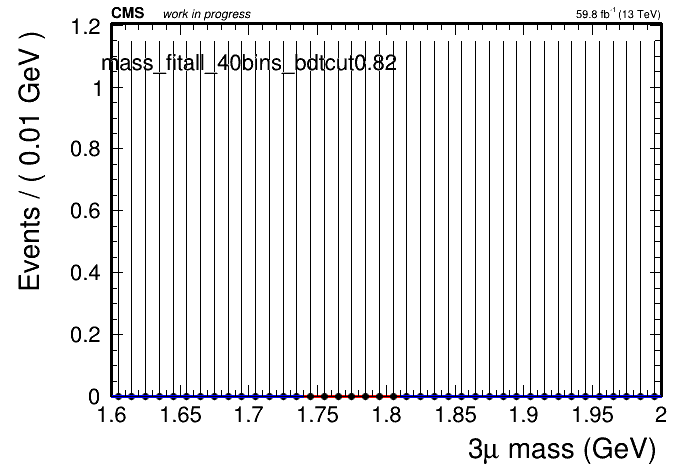 CMS work in progress 59.8 fb⁻¹ (13 TeV)
mass_fitall_40bins_bdtcut0.82
Events / ( 0.01 GeV )
1.2
1
0.8
0.6
0.4
0.2
0
1.6 1.65 1.7 1.75 1.8 1.85 1.9 1.95 2
3μ mass (GeV)